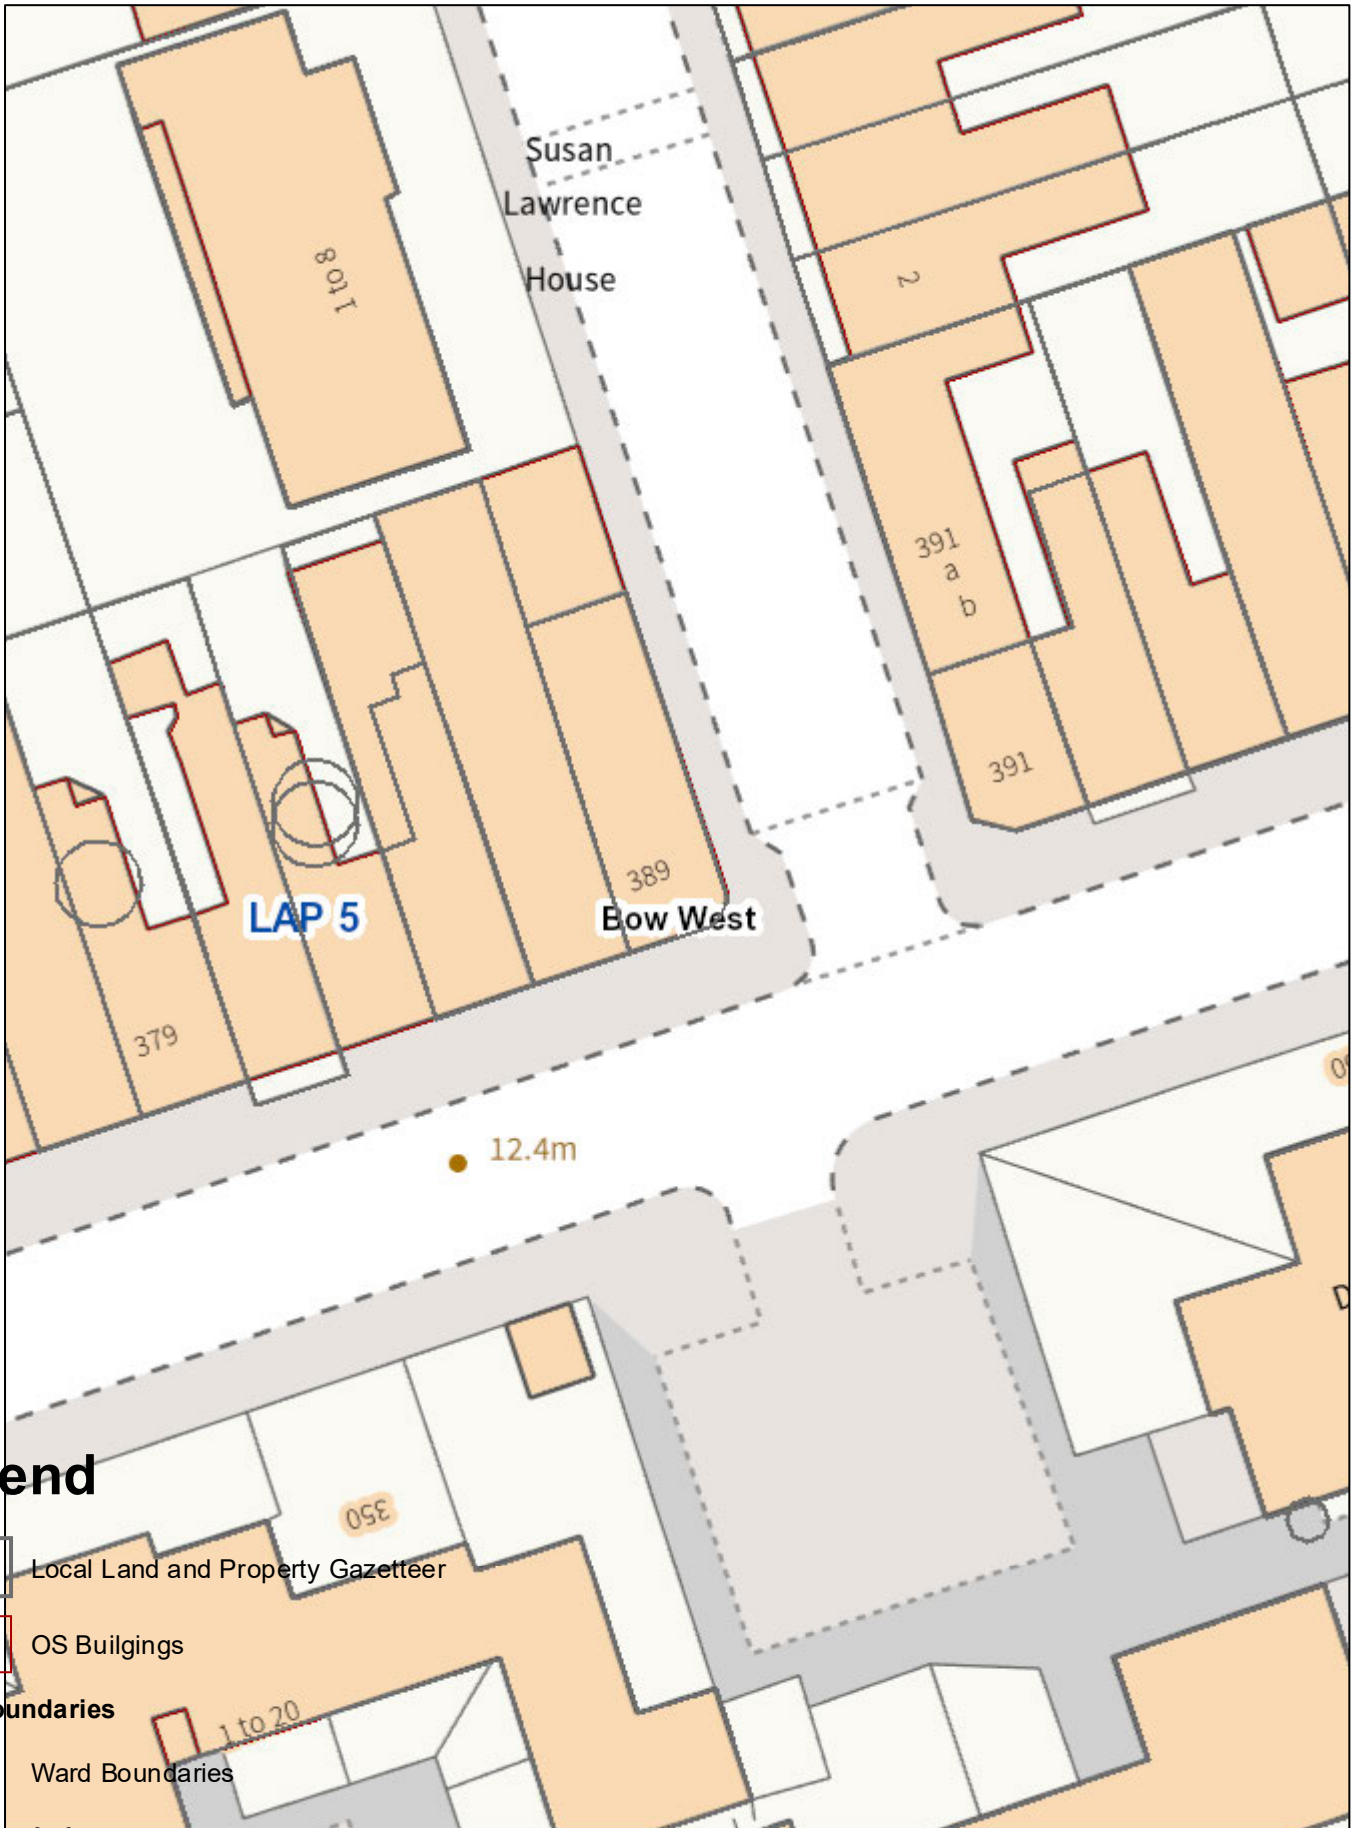 Susan
Lawrence
House
1 to 8
2
391
a
b
391
389
LAP 5
Bow West
379
12.4m
end
350
Local Land and Property Gazetteer
OS Builgings
oundaries
1 to 20
Ward Boundaries